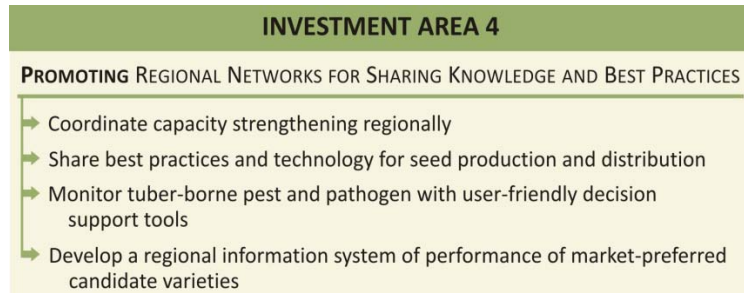 INVESTMENT AREA 4
PROMOTING REGIONAL NETWORKS FOR SHARING KNOWLEDGE AND BEST PRACTICES
Coordinate capacity strengthening regionally
Share best practices and technology for seed production and distribution
Monitor tuber-borne pest and pathogen with user-friendly decision
support tools
Develop a regional information system of performance of market-preferred
candidate varieties